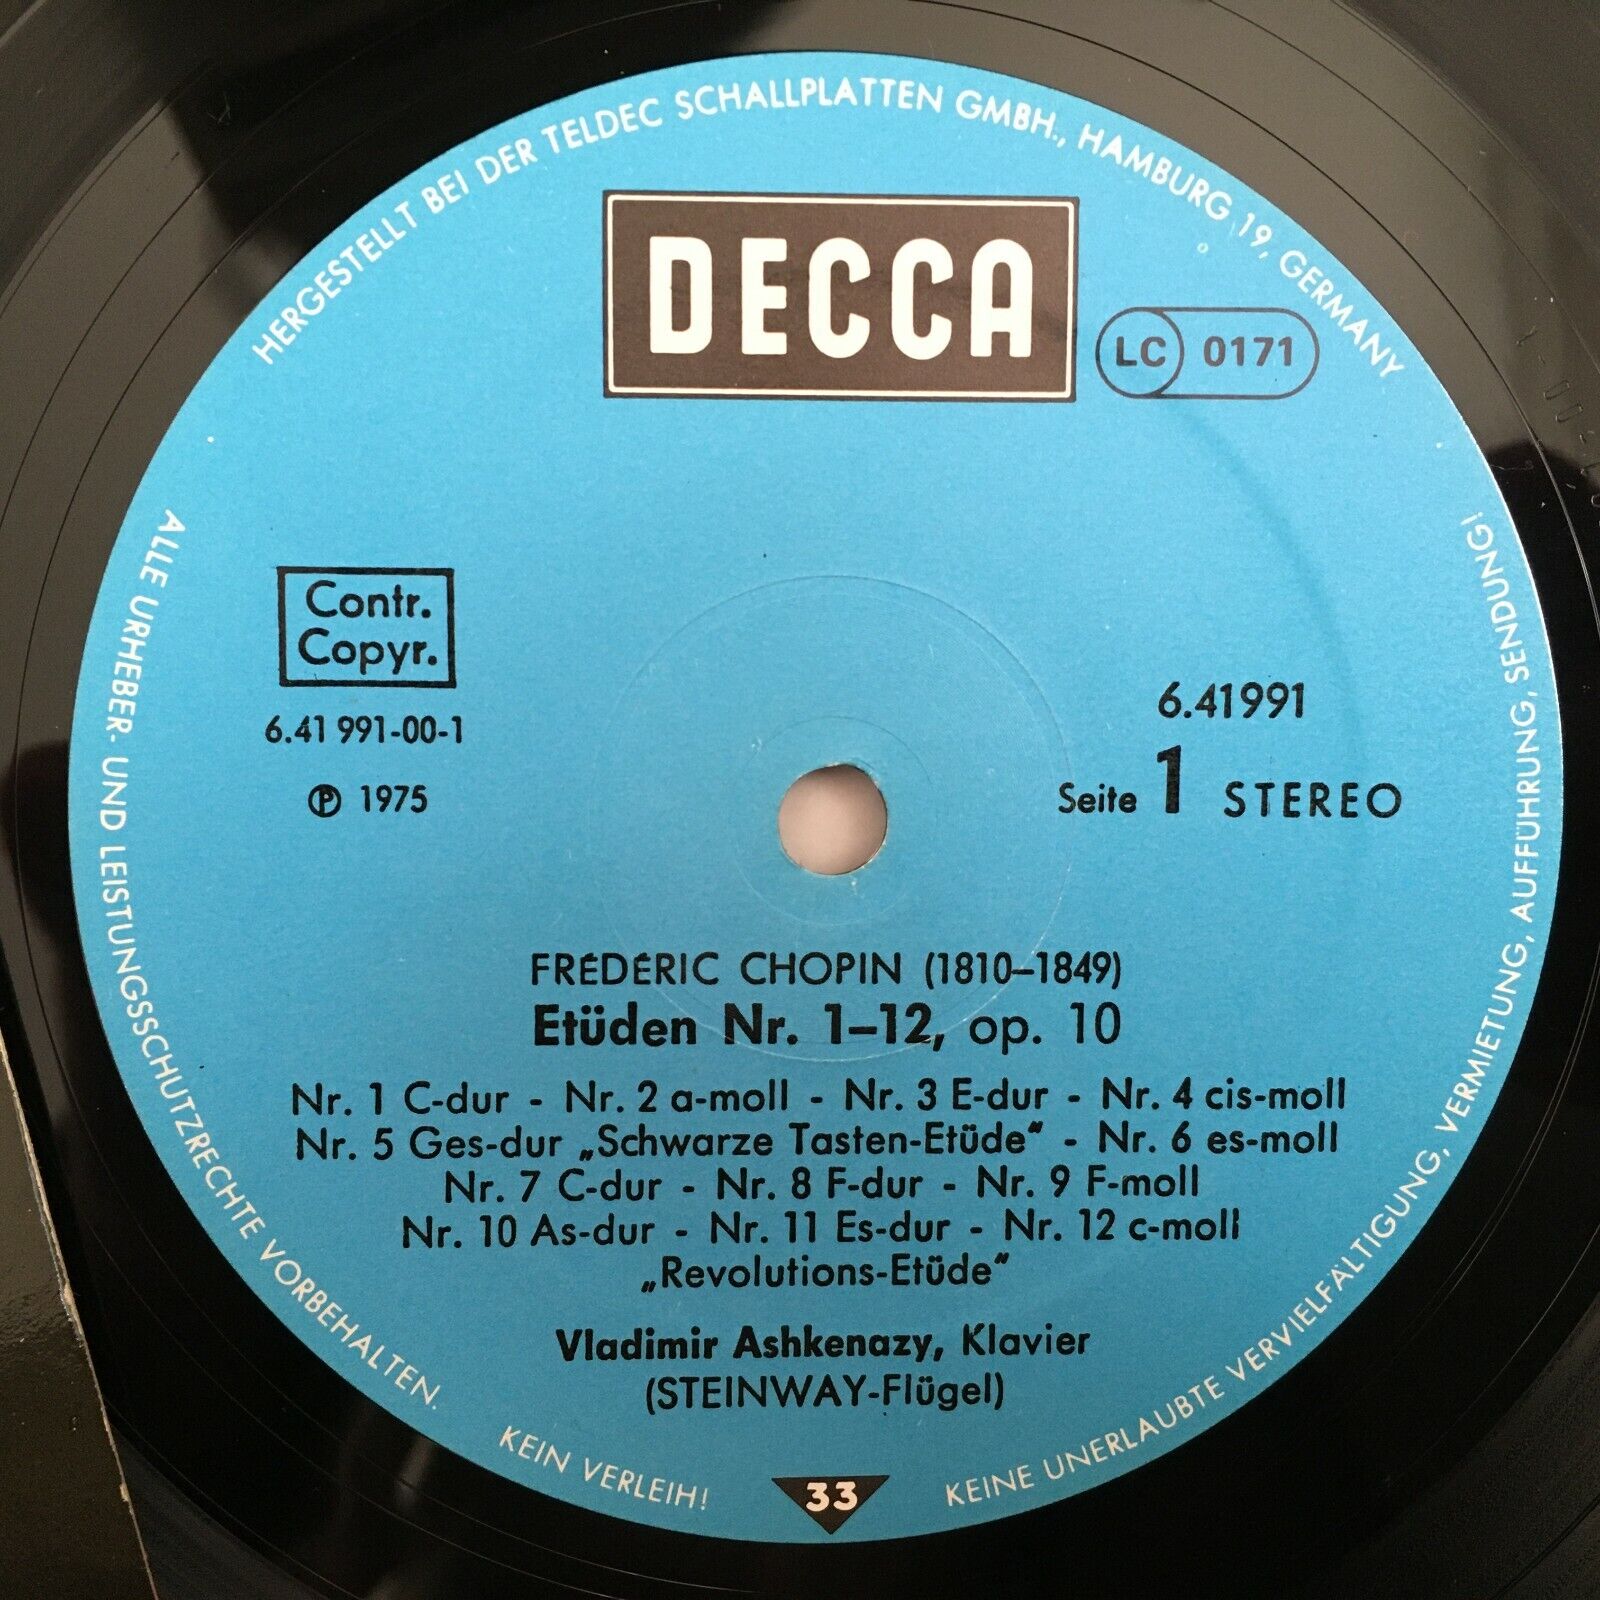 HERGESTELLT BEI DER TELDEC SCHALLPLATTEN GMBH., HAMBURG 19, GERMANY
DECCA
LC 0171
Contr.
Copyr.
6.41 991-00-1
℗ 1975
6.41991
Seite 1 STEREO
FRÉDÉRIC CHOPIN (1810–1849)
Etüden Nr. 1–12, op. 10
Nr. 1 C-dur - Nr. 2 a-moll - Nr. 3 E-dur - Nr. 4 cis-moll
Nr. 5 Ges-dur „Schwarze Tasten-Etüde“ - Nr. 6 es-moll
Nr. 7 C-dur - Nr. 8 F-dur - Nr. 9 F-moll
Nr. 10 As-dur - Nr. 11 Es-dur - Nr. 12 c-moll
„Revolutions-Etüde“
Vladimir Ashkenazy, Klavier
(STEINWAY-Flügel)
33
ALLE URHEBER- UND LEISTUNGSSCHUTZRECHTE VORBEHALTEN.
KEIN VERLEIH!
KEINE UNERLAUBTE VERVIELFÄLTIGUNG, VERMIETUNG, AUFFÜHRUNG, SENDUNG!